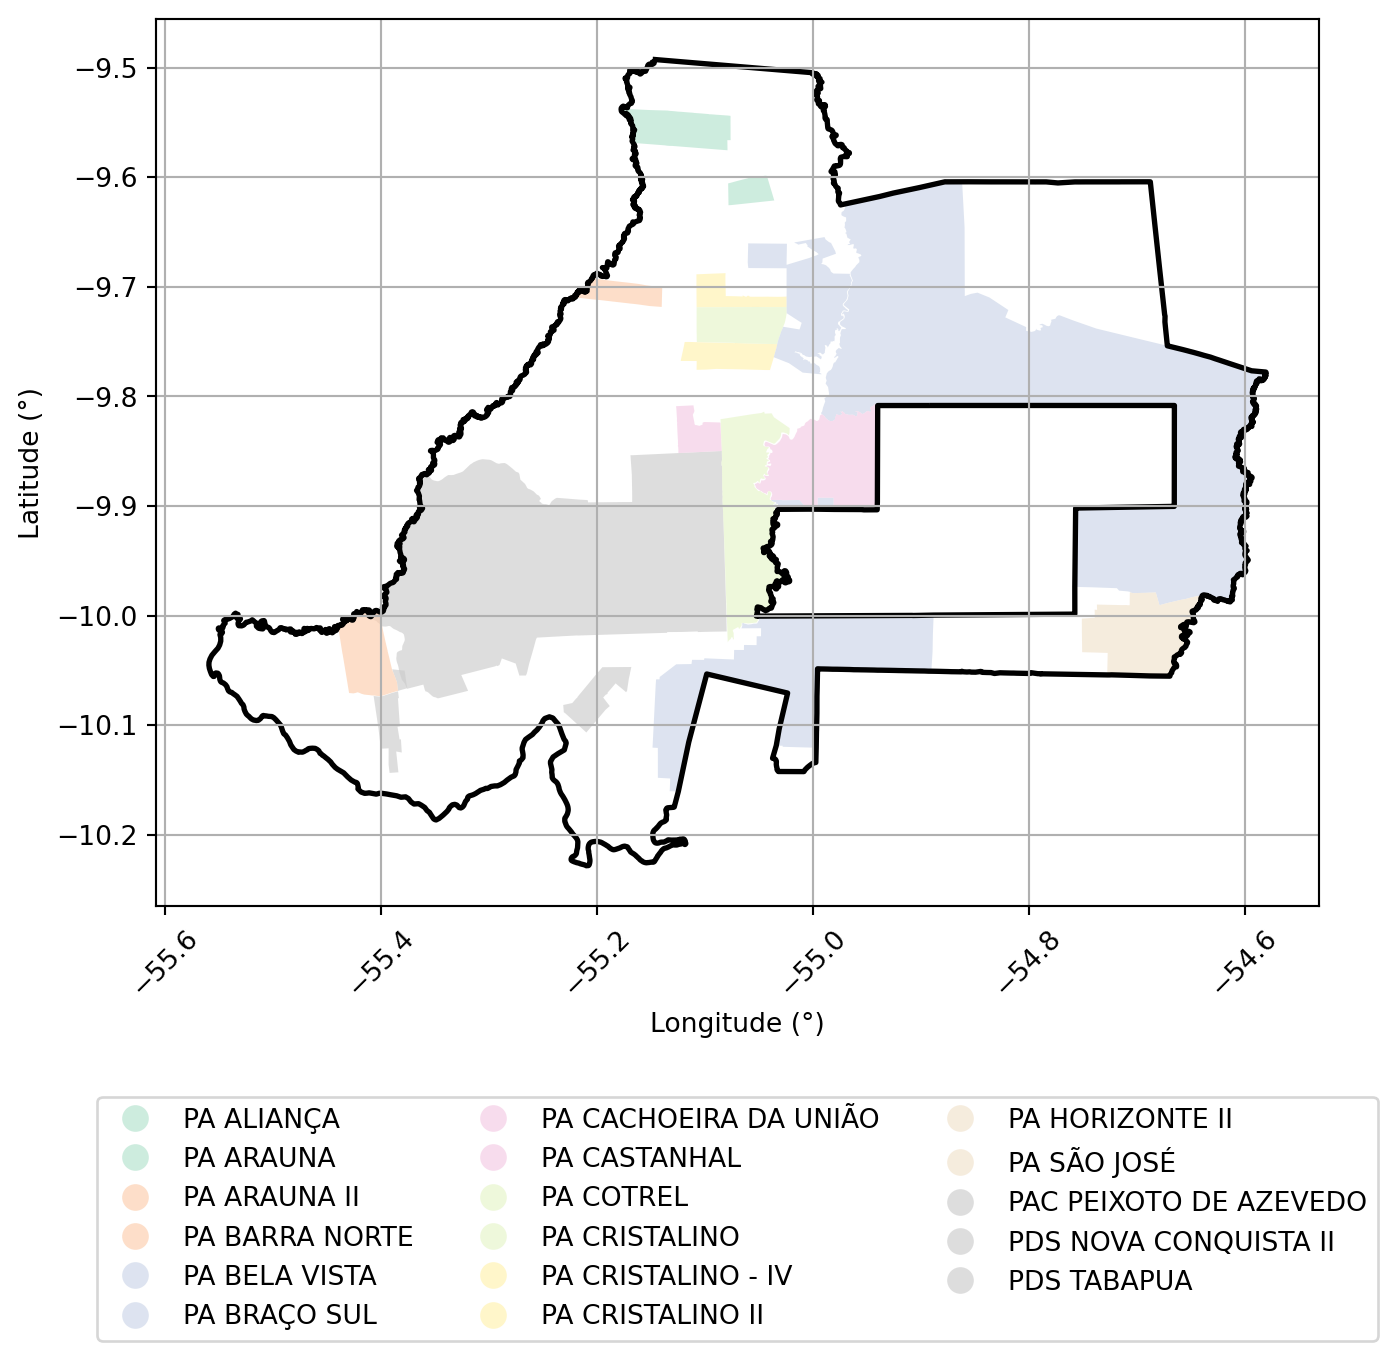 −9.5
−9.6
−9.7
−9.8
−9.9
−10.0
−10.1
−10.2
Latitude (°)
−55.6
−55.4
−55.2
−55.0
−54.8
−54.6
Longitude (°)
PA ALIANÇA
PA ARAUNA
PA ARAUNA II
PA BARRA NORTE
PA BELA VISTA
PA BRAÇO SUL
PA CACHOEIRA DA UNIÃO
PA CASTANHAL
PA COTREL
PA CRISTALINO
PA CRISTALINO - IV
PA CRISTALINO II
PA HORIZONTE II
PA SÃO JOSÉ
PAC PEIXOTO DE AZEVEDO
PDS NOVA CONQUISTA II
PDS TABAPUA